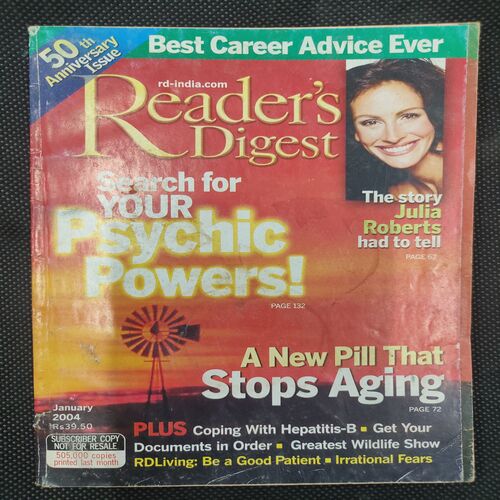 50th
Anniversary
Issue
Best Career Advice Ever
rd-india.com
Reader's
Digest
Search for
YOUR
Psychic
Powers!
PAGE 132
The story
Julia
Roberts
had to tell
PAGE 62
A New Pill That
Stops Aging
PAGE 72
January
2004
Rs39.50
SUBSCRIBER COPY
NOT FOR RESALE
505,000 copies
printed last month
PLUS Coping With Hepatitis-B ▪ Get Your
Documents in Order ▪ Greatest Wildlife Show
RDLiving: Be a Good Patient ▪ Irrational Fears